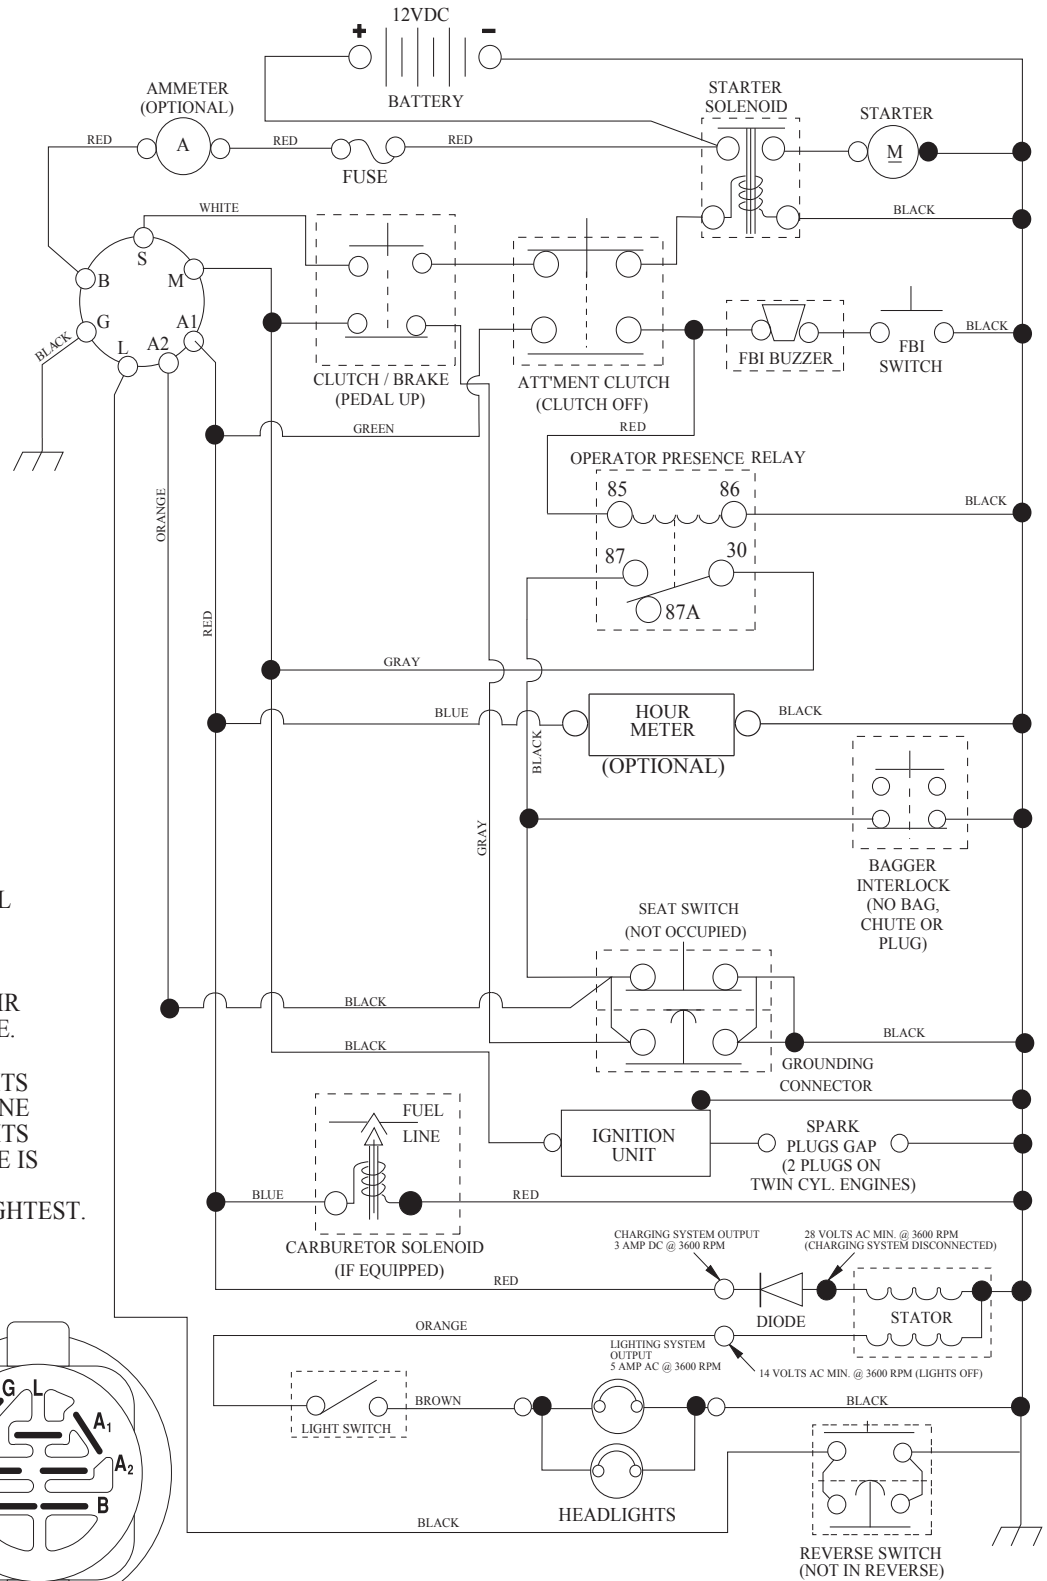 12VDC
+
-
BATTERY
AMMETER
(OPTIONAL)
STARTER
SOLENOID
STARTER
RED
A
RED
RED
FUSE
M
WHITE
BLACK
S
B
M
G
A1
A2
L
BLACK
CLUTCH / BRAKE
(PEDAL UP)
ATT'MENT CLUTCH
(CLUTCH OFF)
FBI BUZZER
FBI
SWITCH
BLACK
GREEN
RED
OPERATOR PRESENCE RELAY
85
86
BLACK
ORANGE
87
30
87A
RED
GRAY
BLUE
HOUR
METER
(OPTIONAL)
BLACK
BLACK
GRAY
BAGGER
INTERLOCK
(NO BAG,
CHUTE OR
PLUG)
L
SEAT SWITCH
(NOT OCCUPIED)
IR
E.
BLACK
BLACK
BLACK
GROUNDING
CONNECTOR
TS
NE
TS
E IS
GHTEST.
FUEL
LINE
IGNITION
UNIT
SPARK
PLUGS GAP
(2 PLUGS ON
TWIN CYL. ENGINES)
BLUE
RED
CARBURETOR SOLENOID
(IF EQUIPPED)
CHARGING SYSTEM OUTPUT
3 AMP DC @ 3600 RPM
28 VOLTS AC MIN. @ 3600 RPM
(CHARGING SYSTEM DISCONNECTED)
RED
DIODE
STATOR
ORANGE
LIGHTING SYSTEM
OUTPUT
5 AMP AC @ 3600 RPM
14 VOLTS AC MIN. @ 3600 RPM (LIGHTS OFF)
LIGHT SWITCH
BROWN
BLACK
HEADLIGHTS
G
L
A1
A2
B
BLACK
REVERSE SWITCH
(NOT IN REVERSE)